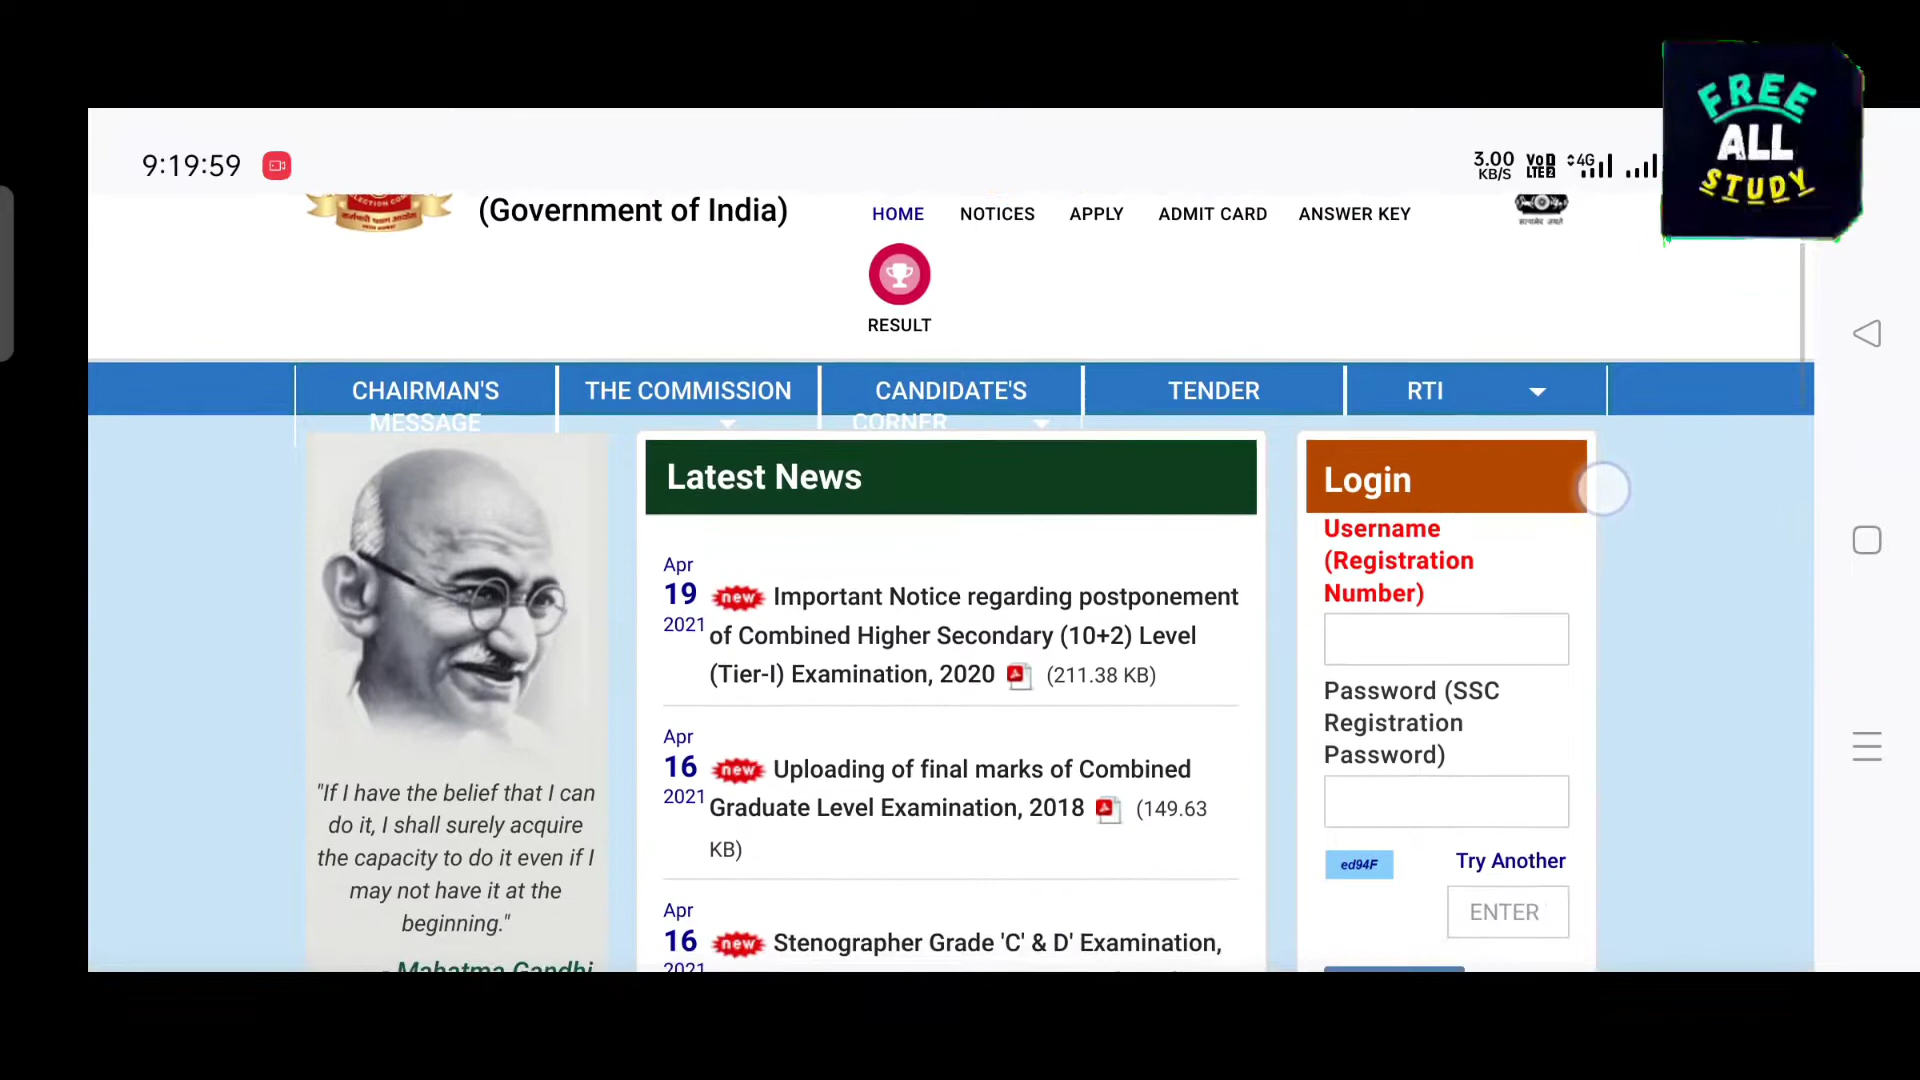 FREE
ALL
STUDY
9:19:59
3.00
KB/S
VoD
LTE2
4G
(Government of India)
HOME
NOTICES
APPLY
ADMIT CARD
ANSWER KEY
RESULT
CHAIRMAN'S
MESSAGE
THE COMMISSION
CANDIDATE'S
CORNER
TENDER
RTI
"If I have the belief that I can
do it, I shall surely acquire
the capacity to do it even if I
may not have it at the
beginning."
- Mahatma Gandhi
Latest News
Apr
19
2021
new Important Notice regarding postponement
of Combined Higher Secondary (10+2) Level
(Tier-I) Examination, 2020 (211.38 KB)
Apr
16
2021
new Uploading of final marks of Combined
Graduate Level Examination, 2018 (149.63
KB)
Apr
16
2021
new Stenographer Grade 'C' & D' Examination,
Login
Username
(Registration
Number)
Password (SSC
Registration
Password)
ed94F
Try Another
ENTER